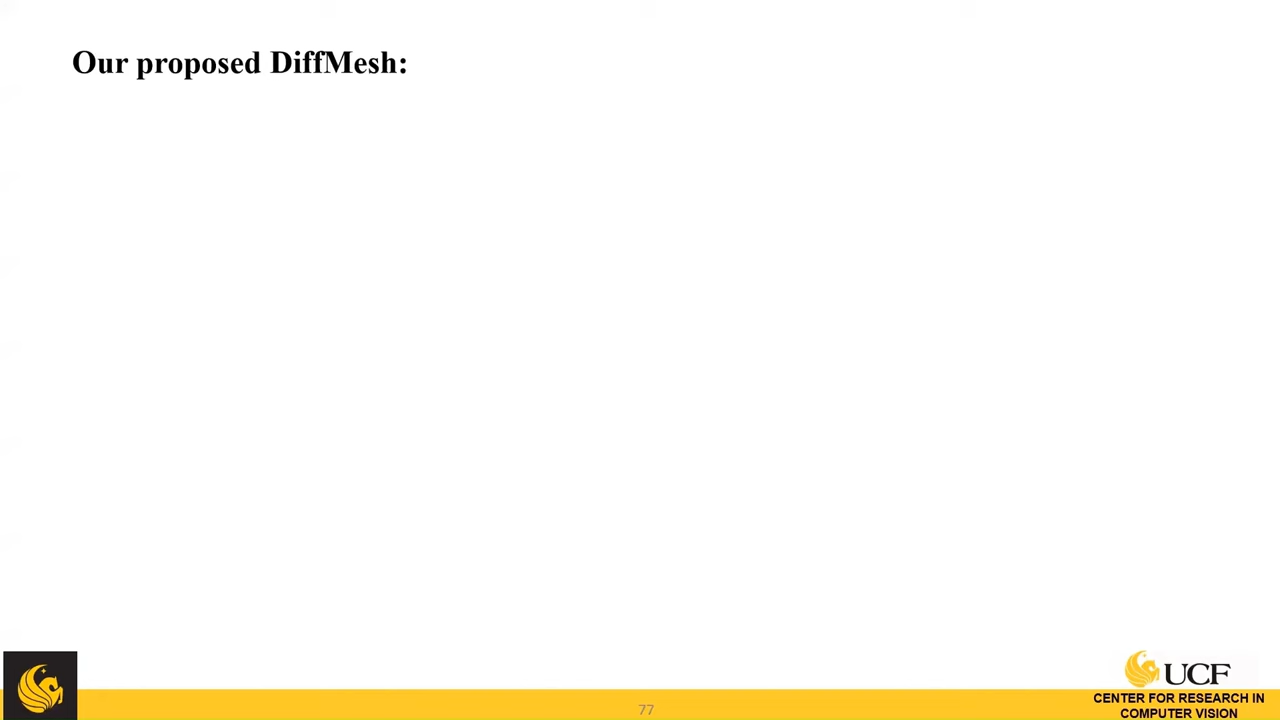 Our proposed DiffMesh:
UCF
CENTER FOR RESEARCH IN
COMPUTER VISION
77